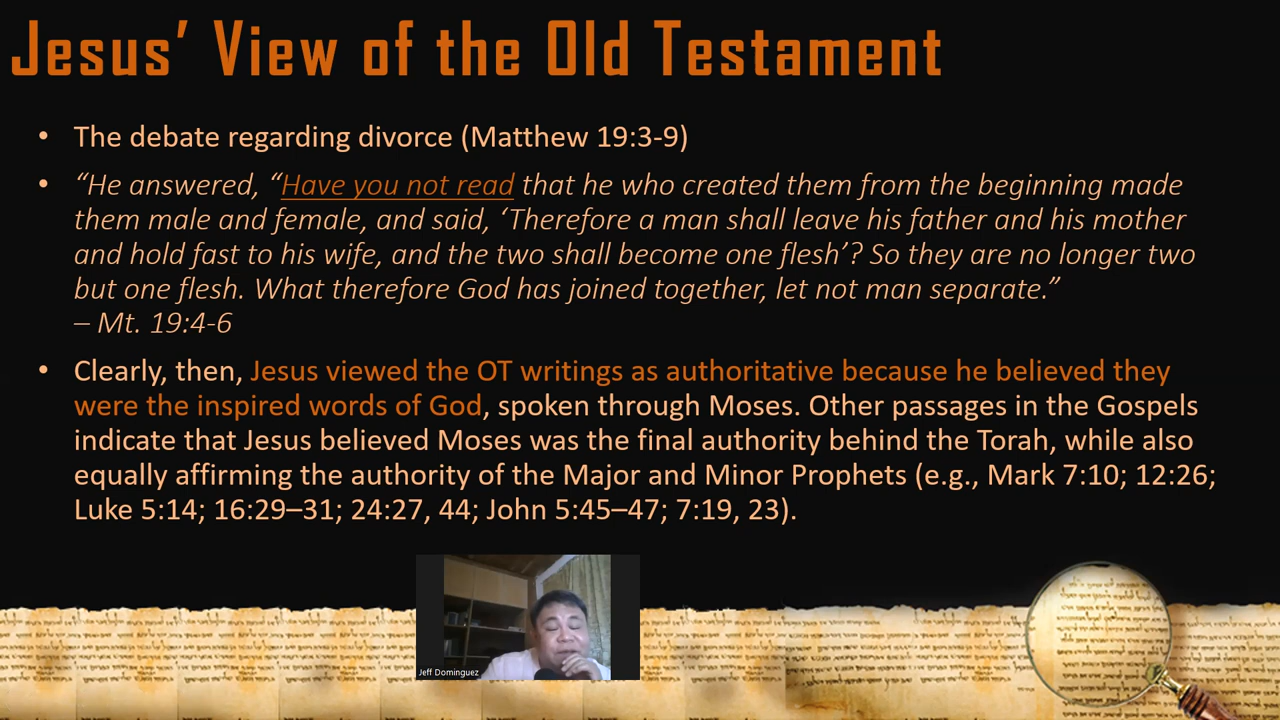 Jesus’ View of the Old Testament
• The debate regarding divorce (Matthew 19:3-9)
• “He answered, “Have you not read that he who created them from the beginning made
them male and female, and said, ‘Therefore a man shall leave his father and his mother
and hold fast to his wife, and the two shall become one flesh’? So they are no longer two
but one flesh. What therefore God has joined together, let not man separate.”
– Mt. 19:4-6
• Clearly, then, Jesus viewed the OT writings as authoritative because he believed they
were the inspired words of God, spoken through Moses. Other passages in the Gospels
indicate that Jesus believed Moses was the final authority behind the Torah, while also
equally affirming the authority of the Major and Minor Prophets (e.g., Mark 7:10; 12:26;
Luke 5:14; 16:29–31; 24:27, 44; John 5:45–47; 7:19, 23).
Jeff Dominguez